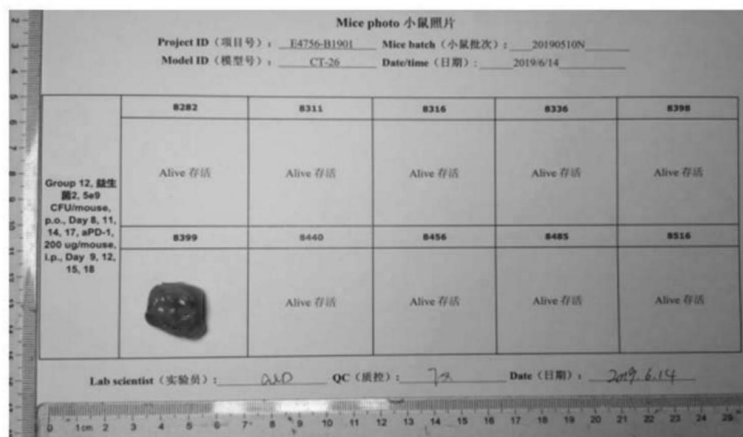 Mice photo 小鼠照片
Project ID（项目号）： E4756-B1901 Mice batch（小鼠批次）： 20190510N
Model ID（模型号）： CT-26 Date/time（日期）： 2019/6/14
Group 12, 益生
菌2, 5e9
CFU/mouse,
p.o., Day 8, 11,
14, 17, aPD-1,
200 ug/mouse,
i.p., Day 9, 12,
15, 18
8282 8311 8316 8336 8398
Alive 存活 Alive 存活 Alive 存活 Alive 存活 Alive 存活
8399 8440 8456 8485 8516
Alive 存活 Alive 存活 Alive 存活 Alive 存活
Lab scientist（实验员）： QC（质控）： Date（日期）： 2019.6.14
0 1cm 2 3 4 5 6 7 8 9 10 11 12 13 14 15 16 17 18 19 20 21 22 23 24 25